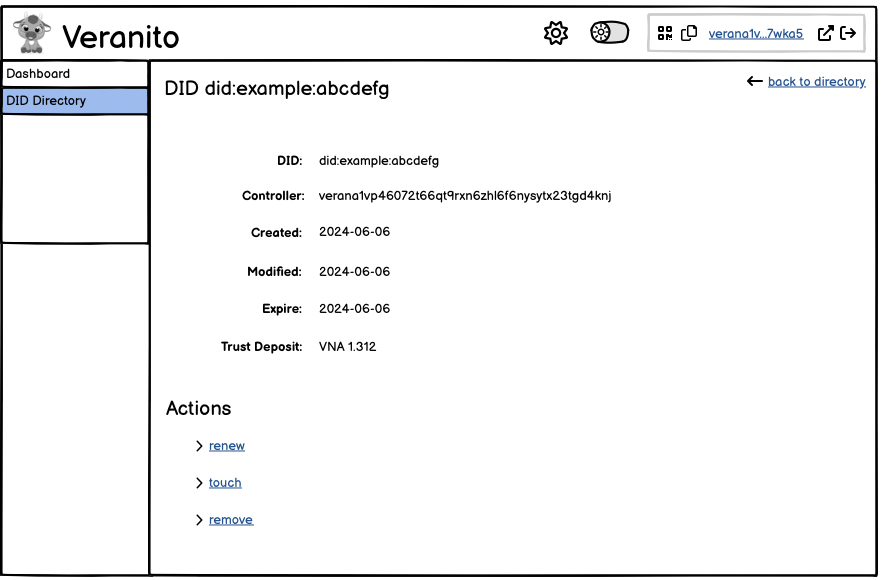 Veranito
verana1v...7wka5
Dashboard
DID Directory
DID did:example:abcdefg
back to directory
DID: did:example:abcdefg
Controller: verana1vp46072t66qt9rxn6zhl6f6nysytx23tgd4knj
Created: 2024-06-06
Modified: 2024-06-06
Expire: 2024-06-06
Trust Deposit: VNA 1.312
Actions
renew
touch
remove